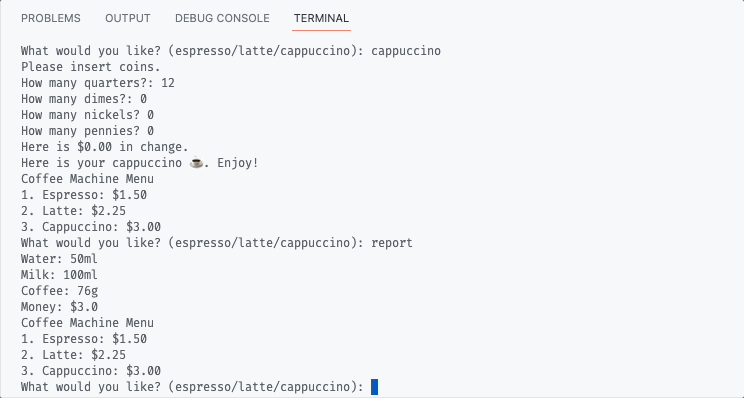 PROBLEMS OUTPUT DEBUG CONSOLE TERMINAL
What would you like? (espresso/latte/cappuccino): cappuccino
Please insert coins.
How many quarters?: 12
How many dimes?: 0
How many nickels? 0
How many pennies? 0
Here is $0.00 in change.
Here is your cappuccino ☕. Enjoy!
Coffee Machine Menu
1. Espresso: $1.50
2. Latte: $2.25
3. Cappuccino: $3.00
What would you like? (espresso/latte/cappuccino): report
Water: 50ml
Milk: 100ml
Coffee: 76g
Money: $3.0
Coffee Machine Menu
1. Espresso: $1.50
2. Latte: $2.25
3. Cappuccino: $3.00
What would you like? (espresso/latte/cappuccino):